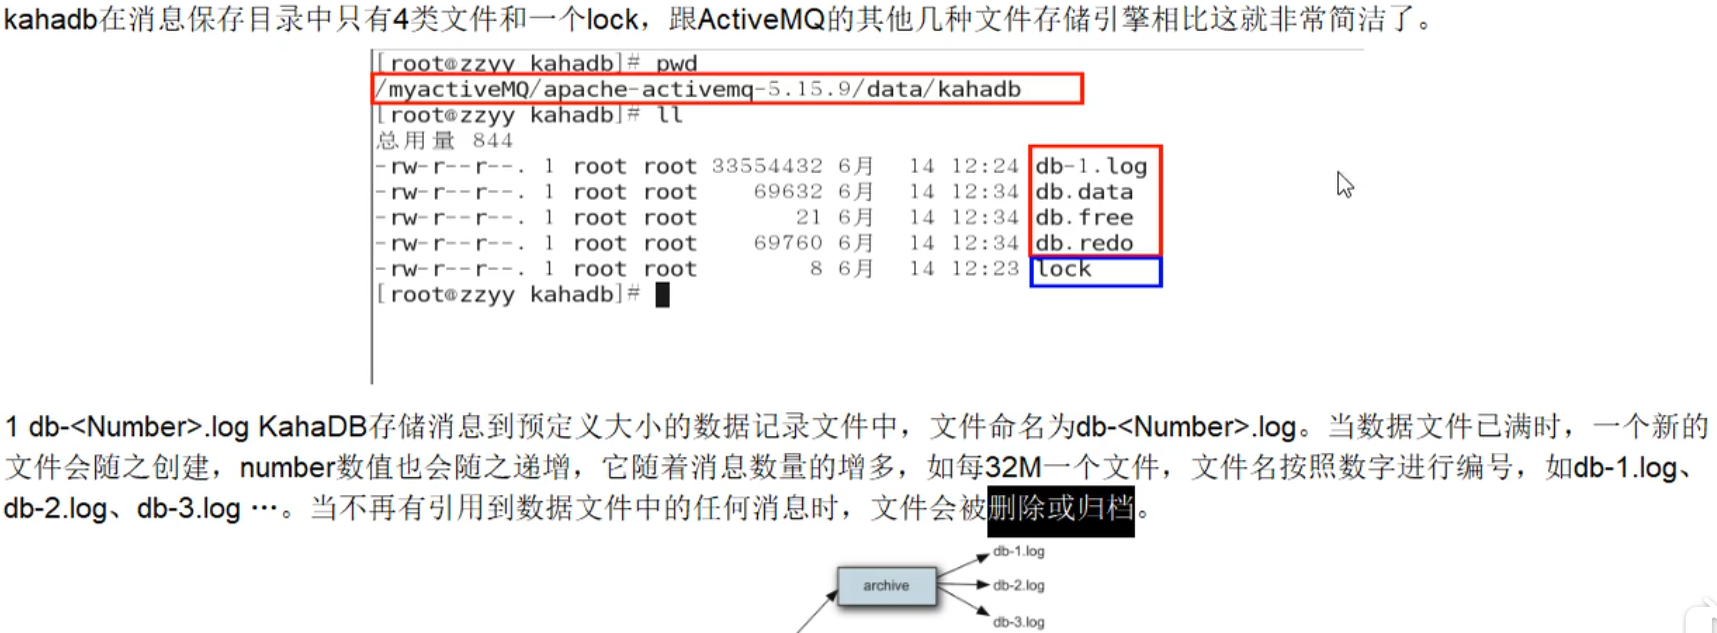 kahadb在消息保存目录中只有4类文件和一个lock，跟ActiveMQ的其他几种文件存储引擎相比这就非常简洁了。
[root@zzyy kahadb]# pwd
/myactiveMQ/apache-activemq-5.15.9/data/kahadb
[root@zzyy kahadb]# ll
总用量 844
-rw-r--r--. 1 root root 33554432 6月  14 12:24 db-1.log
-rw-r--r--. 1 root root 69632 6月  14 12:34 db.data
-rw-r--r--. 1 root root 21 6月  14 12:34 db.free
-rw-r--r--. 1 root root 69760 6月  14 12:34 db.redo
-rw-r--r--. 1 root root 8 6月  14 12:23 lock
[root@zzyy kahadb]#
1 db-<Number>.log KahaDB存储消息到预定义大小的数据记录文件中，文件命名为db-<Number>.log。当数据文件已满时，一个新的
文件会随之创建，number数值也会随之递增，它随着消息数量的增多，如每32M一个文件，文件名按照数字进行编号，如db-1.log、
db-2.log、db-3.log ···。当不再有引用到数据文件中的任何消息时，文件会被删除或归档。
db-1.log
archive
db-2.log
db-3.log